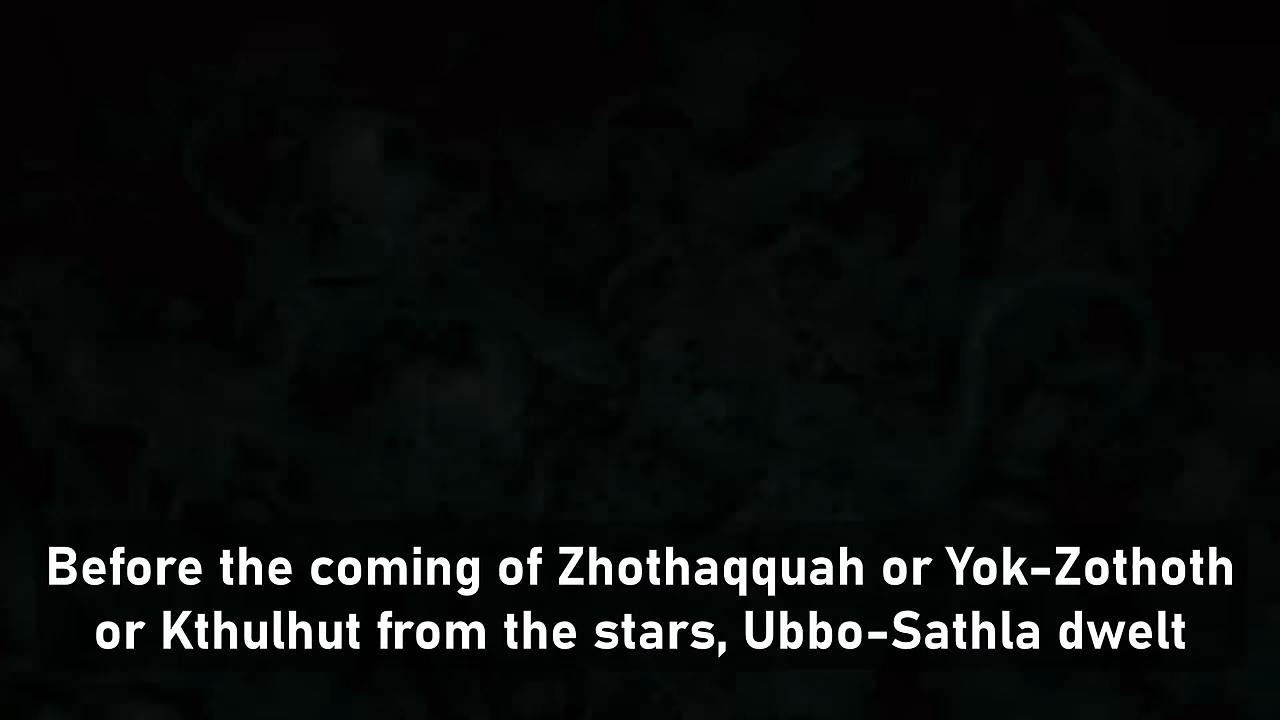 Before the coming of Zhothaqquah or Yok-Zothoth
or Kthulhut from the stars, Ubbo-Sathla dwelt